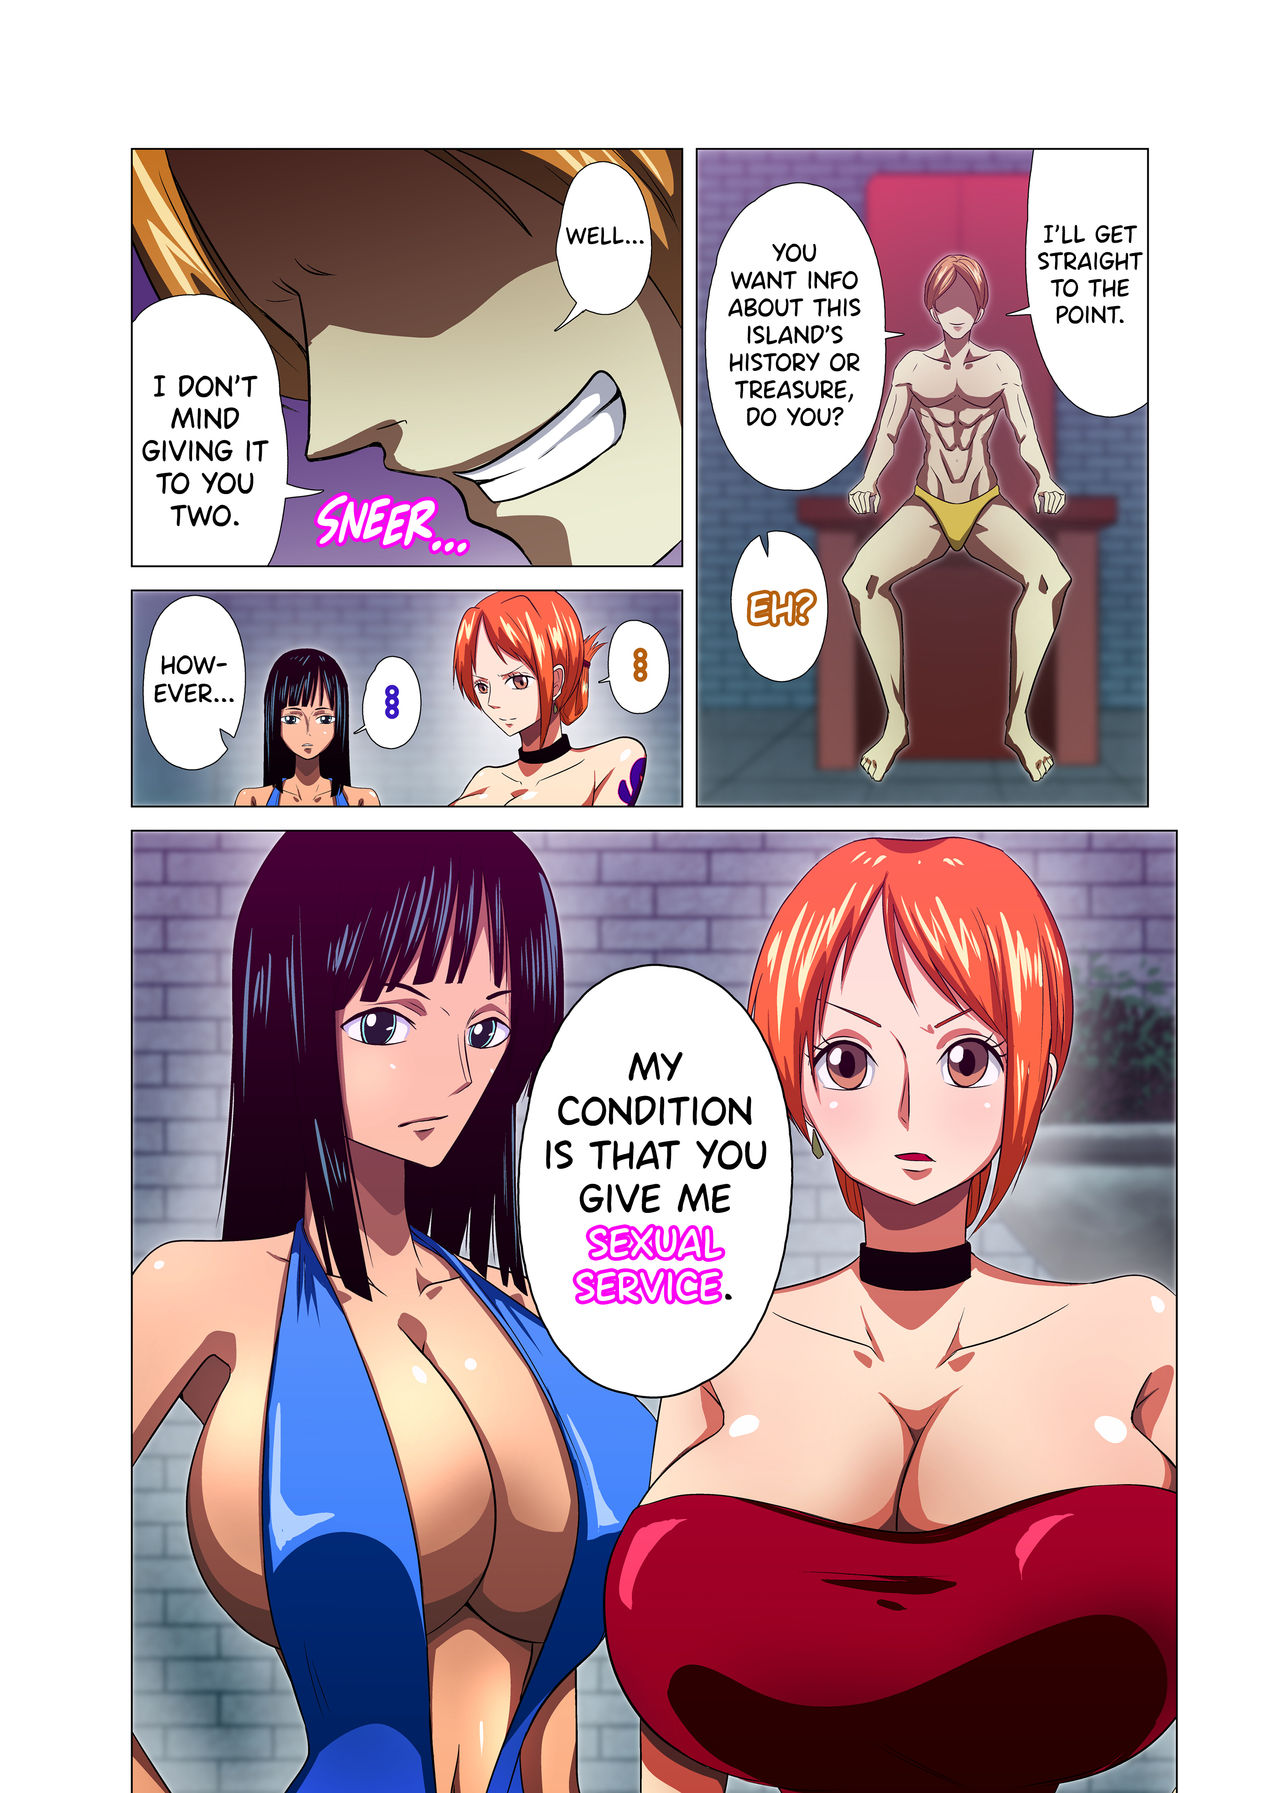 I'LL GET
STRAIGHT
TO THE
POINT.
YOU
WANT INFO
ABOUT THIS
ISLAND'S
HISTORY OR
TREASURE,
DO YOU?
EH?
WELL...
I DON'T
MIND
GIVING IT
TO YOU
TWO.
SNEER...
HOW-
EVER...
MY
CONDITION
IS THAT YOU
GIVE ME
SEXUAL
SERVICE.